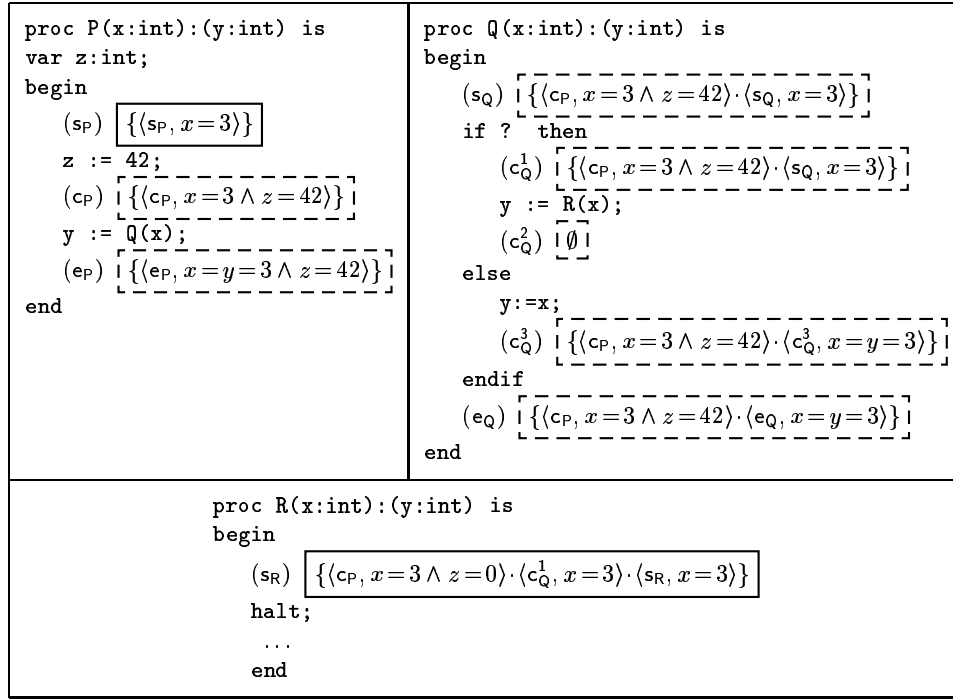 proc P(x:int):(y:int) is
var z:int;
begin
(s_P) {⟨s_P, x=3⟩}
z := 42;
(c_P) {⟨c_P, x=3 ∧ z=42⟩}
y := Q(x);
(e_P) {⟨e_P, x=y=3 ∧ z=42⟩}
end
proc Q(x:int):(y:int) is
begin
(s_Q) {⟨c_P, x=3 ∧ z=42⟩·⟨s_Q, x=3⟩}
if ? then
(c_Q^1) {⟨c_P, x=3 ∧ z=42⟩·⟨s_Q, x=3⟩}
y := R(x);
(c_Q^2) ∅
else
y:=x;
(c_Q^3) {⟨c_P, x=3 ∧ z=42⟩·⟨c_Q^3, x=y=3⟩}
endif
(e_Q) {⟨c_P, x=3 ∧ z=42⟩·⟨e_Q, x=y=3⟩}
end
proc R(x:int):(y:int) is
begin
(s_R) {⟨c_P, x=3 ∧ z=0⟩·⟨c_Q^1, x=3⟩·⟨s_R, x=3⟩}
halt;
...
end